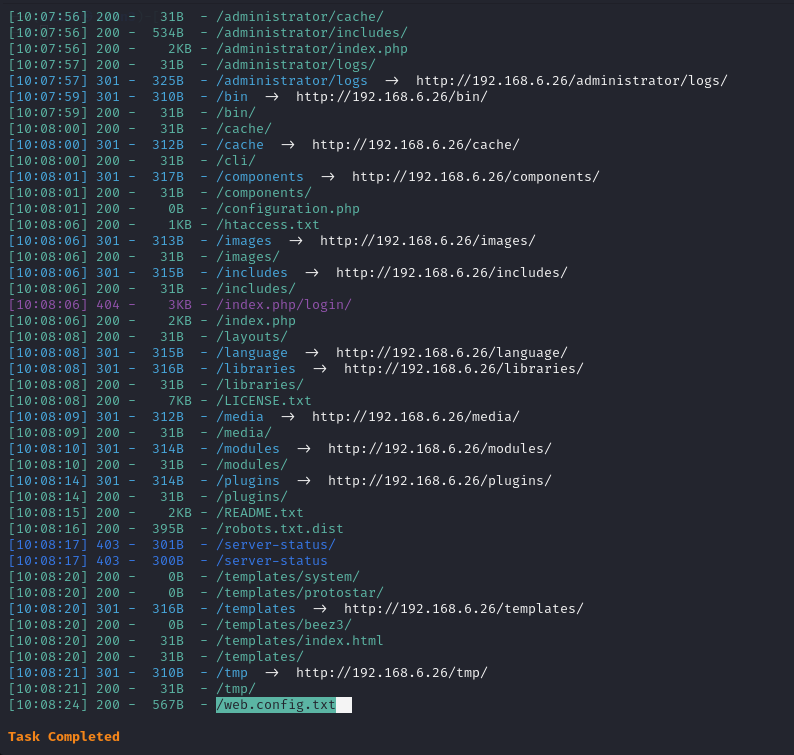 [10:07:56] 200 -   31B  - /administrator/cache/
[10:07:56] 200 -  534B  - /administrator/includes/
[10:07:56] 200 -    2KB - /administrator/index.php
[10:07:57] 200 -   31B  - /administrator/logs/
[10:07:57] 301 -  325B  - /administrator/logs  →  http://192.168.6.26/administrator/logs/
[10:07:59] 301 -  310B  - /bin  →  http://192.168.6.26/bin/
[10:07:59] 200 -   31B  - /bin/
[10:08:00] 200 -   31B  - /cache/
[10:08:00] 301 -  312B  - /cache  →  http://192.168.6.26/cache/
[10:08:00] 200 -   31B  - /cli/
[10:08:01] 301 -  317B  - /components  →  http://192.168.6.26/components/
[10:08:01] 200 -   31B  - /components/
[10:08:01] 200 -    0B  - /configuration.php
[10:08:06] 200 -    1KB - /htaccess.txt
[10:08:06] 301 -  313B  - /images  →  http://192.168.6.26/images/
[10:08:06] 200 -   31B  - /images/
[10:08:06] 301 -  315B  - /includes  →  http://192.168.6.26/includes/
[10:08:06] 200 -   31B  - /includes/
[10:08:06] 404 -    3KB - /index.php/login/
[10:08:06] 200 -    2KB - /index.php
[10:08:08] 200 -   31B  - /layouts/
[10:08:08] 301 -  315B  - /language  →  http://192.168.6.26/language/
[10:08:08] 301 -  316B  - /libraries  →  http://192.168.6.26/libraries/
[10:08:08] 200 -   31B  - /libraries/
[10:08:08] 200 -    7KB - /LICENSE.txt
[10:08:09] 301 -  312B  - /media  →  http://192.168.6.26/media/
[10:08:09] 200 -   31B  - /media/
[10:08:10] 301 -  314B  - /modules  →  http://192.168.6.26/modules/
[10:08:10] 200 -   31B  - /modules/
[10:08:14] 301 -  314B  - /plugins  →  http://192.168.6.26/plugins/
[10:08:14] 200 -   31B  - /plugins/
[10:08:15] 200 -    2KB - /README.txt
[10:08:16] 200 -  395B  - /robots.txt.dist
[10:08:17] 403 -  301B  - /server-status/
[10:08:17] 403 -  300B  - /server-status
[10:08:20] 200 -    0B  - /templates/system/
[10:08:20] 200 -    0B  - /templates/protostar/
[10:08:20] 301 -  316B  - /templates  →  http://192.168.6.26/templates/
[10:08:20] 200 -    0B  - /templates/beez3/
[10:08:20] 200 -   31B  - /templates/index.html
[10:08:20] 200 -   31B  - /templates/
[10:08:21] 301 -  310B  - /tmp  →  http://192.168.6.26/tmp/
[10:08:21] 200 -   31B  - /tmp/
[10:08:24] 200 -  567B  - /web.config.txt
Task Completed